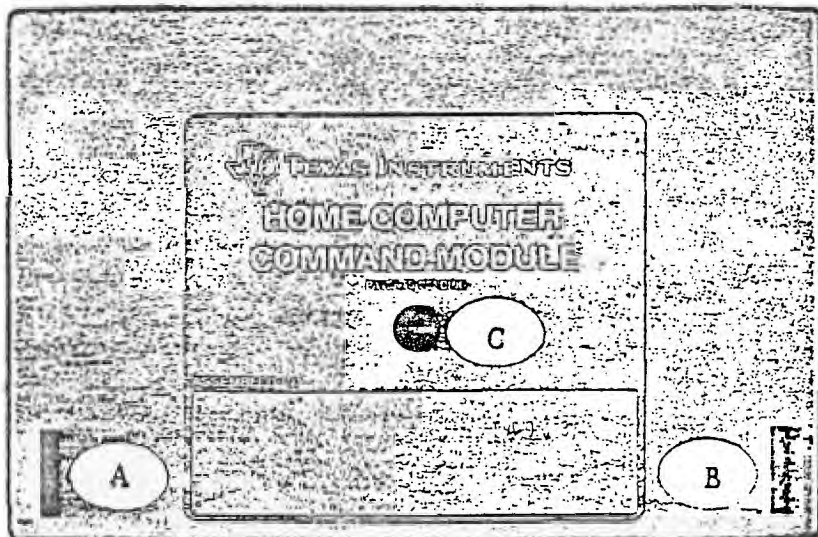 TEXAS INSTRUMENTS
HOME COMPUTER
COMMAND MODULE
C
A
B